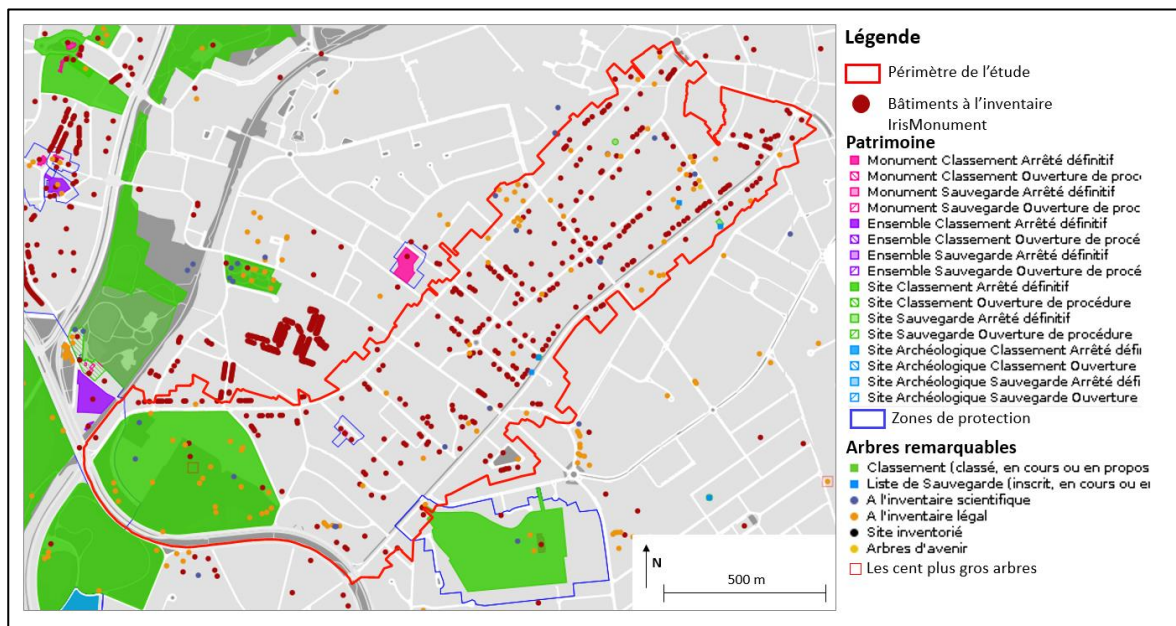 Légende
Périmètre de l'étude
Bâtiments à l'inventaire
IrisMonument
Patrimoine
Monument Classement Arrêté définitif
Monument Classement Ouverture de proc
Monument Sauvegarde Arrêté définitif
Monument Sauvegarde Ouverture de proc
Ensemble Classement Arrêté définitif
Ensemble Classement Ouverture de procé
Ensemble Sauvegarde Arrêté définitif
Ensemble Sauvegarde Ouverture de procé
Site Classement Arrêté définitif
Site Classement Ouverture de procédure
Site Sauvegarde Arrêté définitif
Site Sauvegarde Ouverture de procédure
Site Archéologique Classement Arrêté défi
Site Archéologique Classement Ouverture
Site Archéologique Sauvegarde Arrêté défi
Site Archéologique Sauvegarde Ouverture
Zones de protection
Arbres remarquables
Classement (classé, en cours ou en propos
Liste de Sauvegarde (inscrit, en cours ou e
A l'inventaire scientifique
A l'inventaire légal
Site inventorié
Arbres d'avenir
Les cent plus gros arbres
N
500 m